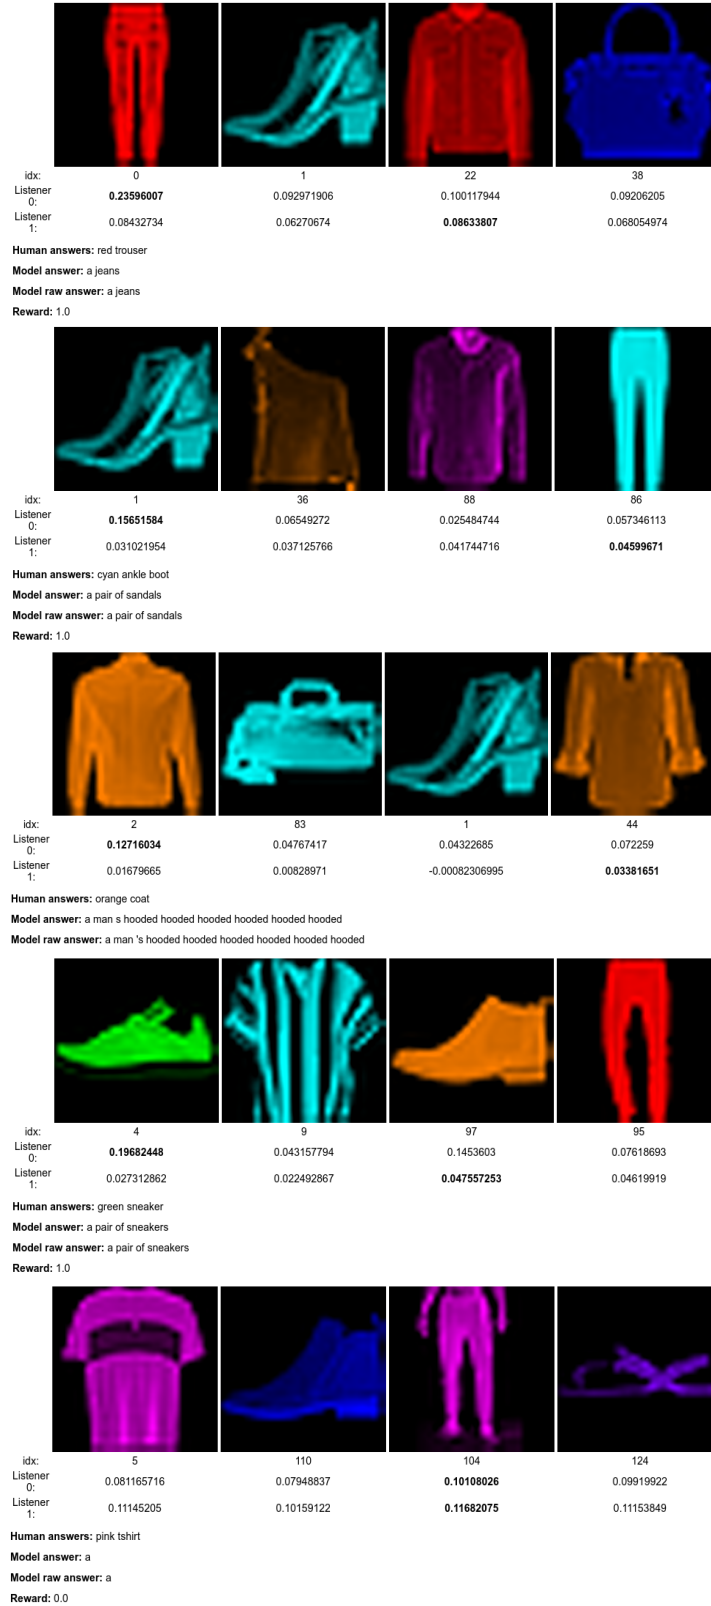 idx: 0 1 22 38
Listener 0: 0.23596007 0.092971906 0.100117944 0.09206205
Listener 1: 0.08432734 0.06270674 0.08633807 0.068054974
Human answers: red trouser
Model answer: a jeans
Model raw answer: a jeans
Reward: 1.0
idx: 1 36 88 86
Listener 0: 0.15651584 0.06549272 0.025484744 0.057346113
Listener 1: 0.031021954 0.037125766 0.041744716 0.04599671
Human answers: cyan ankle boot
Model answer: a pair of sandals
Model raw answer: a pair of sandals
Reward: 1.0
idx: 2 83 1 44
Listener 0: 0.12716034 0.04767417 0.04322685 0.072259
Listener 1: 0.01679665 0.00828971 -0.00082306995 0.03381651
Human answers: orange coat
Model answer: a man s hooded hooded hooded hooded hooded hooded
Model raw answer: a man 's hooded hooded hooded hooded hooded hooded
idx: 4 9 97 95
Listener 0: 0.19682448 0.043157794 0.1453603 0.07618693
Listener 1: 0.027312862 0.022492867 0.047557253 0.04619919
Human answers: green sneaker
Model answer: a pair of sneakers
Model raw answer: a pair of sneakers
Reward: 1.0
idx: 5 110 104 124
Listener 0: 0.081165716 0.07948837 0.10108026 0.09919922
Listener 1: 0.11145205 0.10159122 0.11682075 0.11153849
Human answers: pink tshirt
Model answer: a
Model raw answer: a
Reward: 0.0